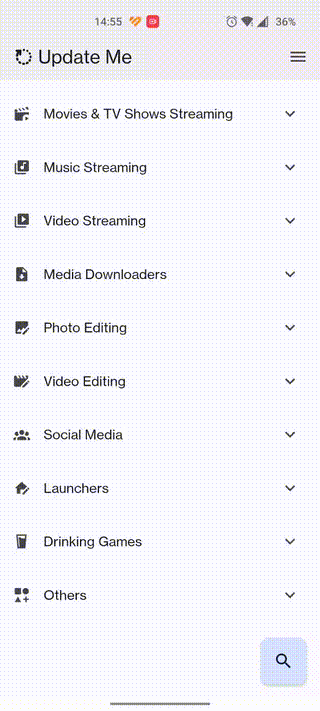 14:55
36%
Update Me
Movies & TV Shows Streaming
Music Streaming
Video Streaming
Media Downloaders
Photo Editing
Video Editing
Social Media
Launchers
Drinking Games
Others